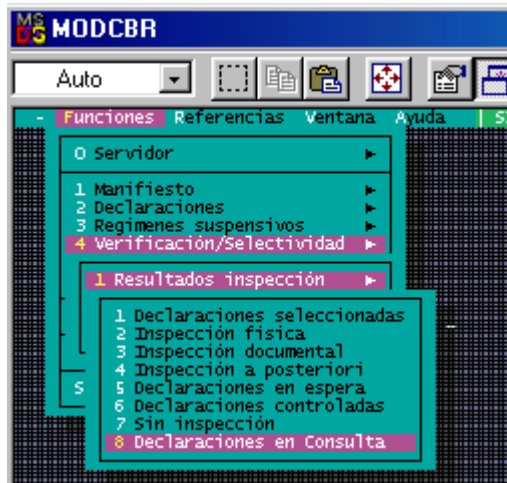 MS DOS MODCBR
Auto
- Funciones Referencias Ventana Ayuda
0 Servidor
1 Manifiesto
2 Declaraciones
3 Regimenes suspensivos
4 Verificación/Selectividad
1 Resultados inspección
1 Declaraciones seleccionadas
2 Inspección física
3 Inspección documental
4 Inspección a posteriori
5 Declaraciones en espera
6 Declaraciones controladas
7 Sin inspección
8 Declaraciones en Consulta
S